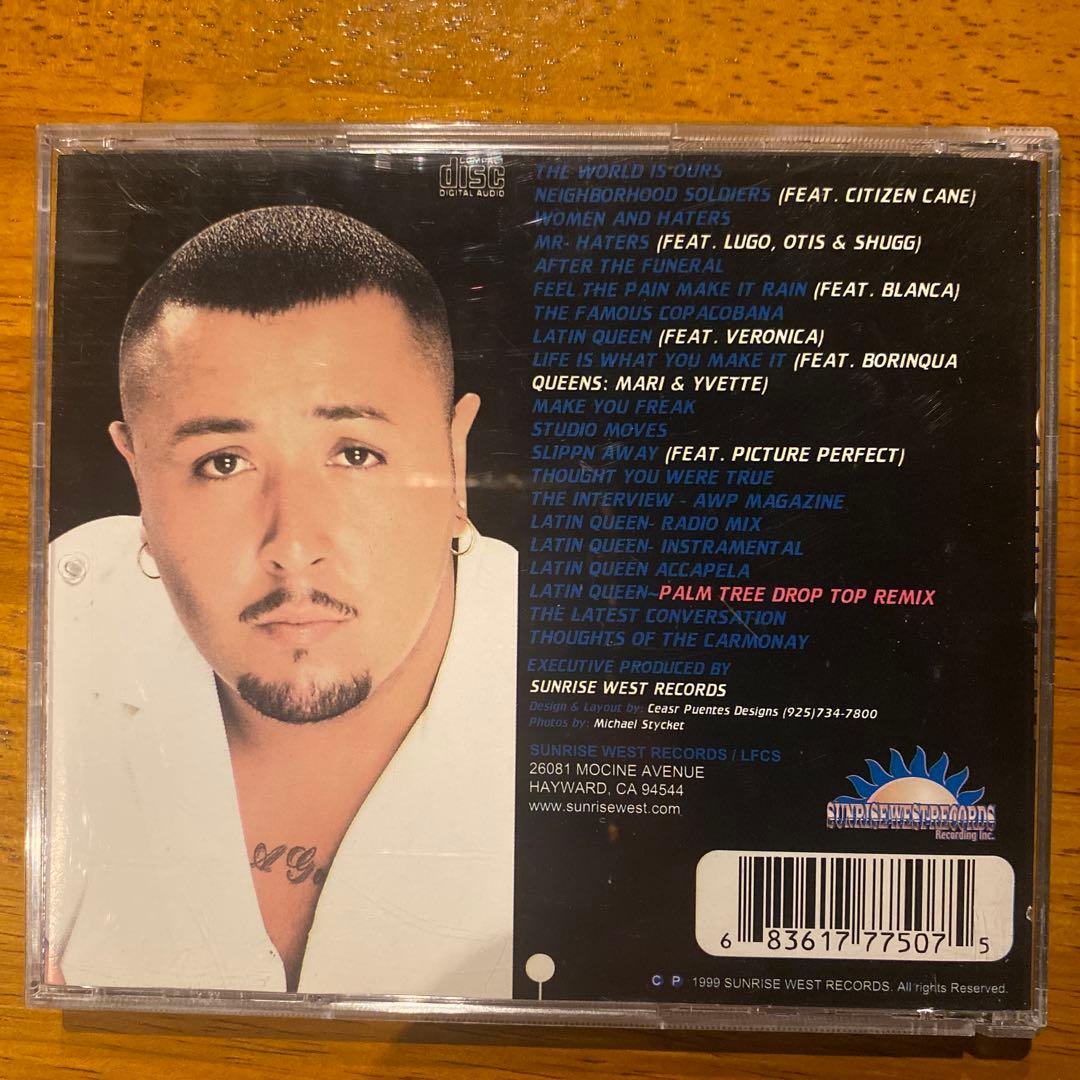 COMPACT
disc
DIGITAL AUDIO
THE WORLD IS OURS
NEIGHBORHOOD SOLDIERS (FEAT. CITIZEN CANE)
WOMEN AND HATERS
MR- HATERS (FEAT. LUGO, OTIS & SHUGG)
AFTER THE FUNERAL
FEEL THE PAIN MAKE IT RAIN (FEAT. BLANCA)
THE FAMOUS COPACOBANA
LATIN QUEEN (FEAT. VERONICA)
LIFE IS WHAT YOU MAKE IT (FEAT. BORINQUA
QUEENS: MARI & YVETTE)
MAKE YOU FREAK
STUDIO MOVES
SLIPPN AWAY (FEAT. PICTURE PERFECT)
THOUGHT YOU WERE TRUE
THE INTERVIEW - AWP MAGAZINE
LATIN QUEEN- RADIO MIX
LATIN QUEEN- INSTRAMENTAL
LATIN QUEEN ACCAPELA
LATIN QUEEN~PALM TREE DROP TOP REMIX
THE LATEST CONVERSATION
THOUGHTS OF THE CARMONAY
EXECUTIVE PRODUCED BY
SUNRISE WEST RECORDS
Design & Layout by: Ceasr Puentes Designs (925)734-7800
Photos by: Michael Stycket
SUNRISE WEST RECORDS / LFCS
26081 MOCINE AVENUE
HAYWARD, CA 94544
www.sunrisewest.com
SUNRISE WEST RECORDS
Recording Inc.
A G.
6 83617 77507 5
C P 1999 SUNRISE WEST RECORDS. All rights Reserved.